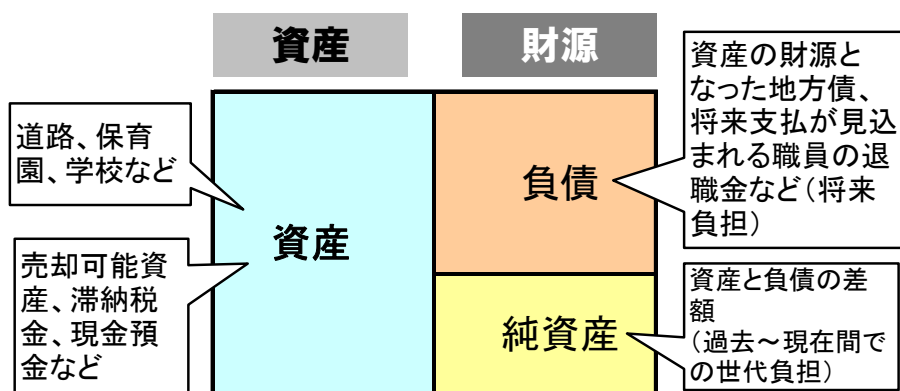 資産
財源
道路、保育
園、学校など
売却可能資
産、滞納税
金、現金預
金など
資産
負債
純資産
資産の財源と
なった地方債、
将来支払が見込
まれる職員の退
職金など（将来
負担）
資産と負債の差
額
（過去～現在間で
の世代負担）